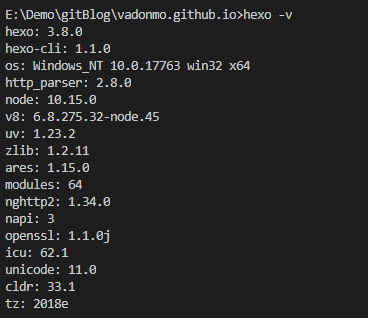 E:\Demo\gitBlog\vadonmo.github.io>hexo -v
hexo: 3.8.0
hexo-cli: 1.1.0
os: Windows_NT 10.0.17763 win32 x64
http_parser: 2.8.0
node: 10.15.0
v8: 6.8.275.32-node.45
uv: 1.23.2
zlib: 1.2.11
ares: 1.15.0
modules: 64
nghttp2: 1.34.0
napi: 3
openssl: 1.1.0j
icu: 62.1
unicode: 11.0
cldr: 33.1
tz: 2018e